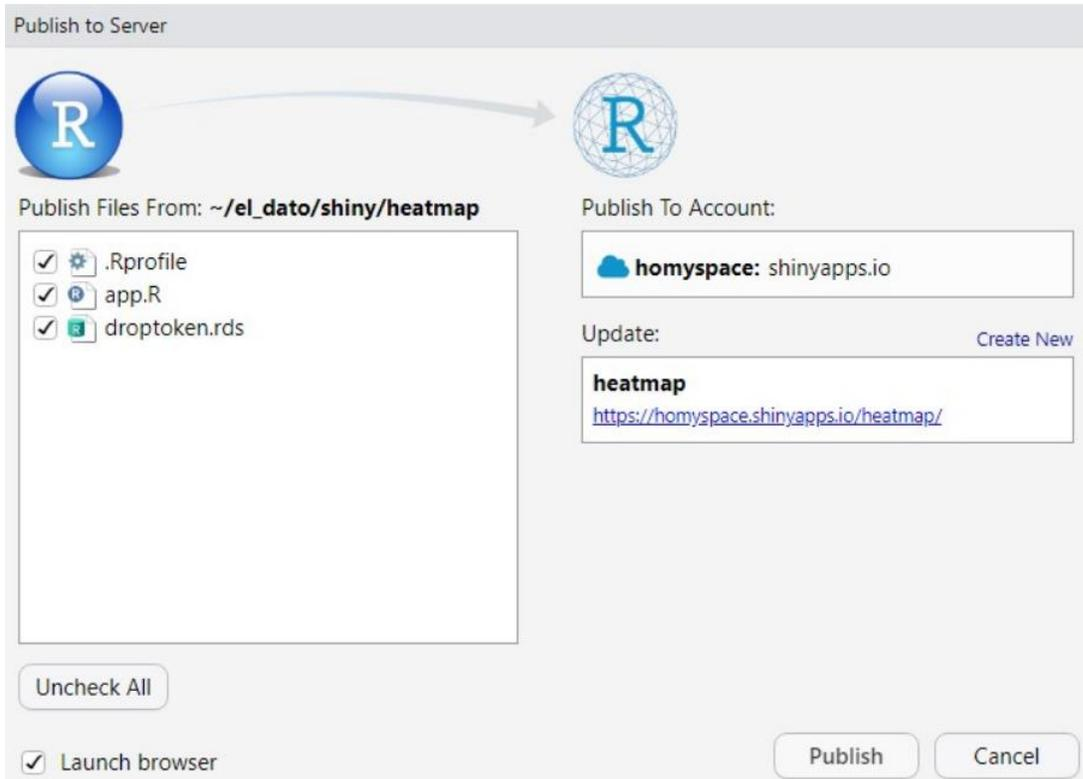 Publish to Server
R
R
Publish Files From: ~/el_dato/shiny/heatmap
.Rprofile
app.R
droptoken.rds
Uncheck All
Launch browser
Publish To Account:
homyspace: shinyapps.io
Update:
Create New
heatmap
https://homyspace.shinyapps.io/heatmap/
Publish
Cancel